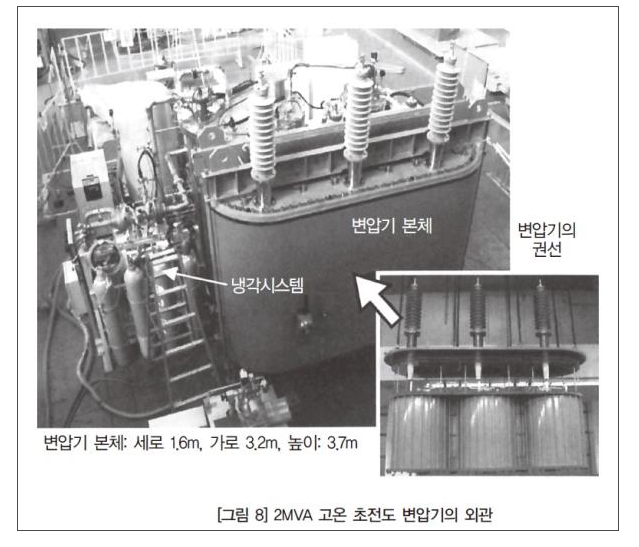 변압기 본체
변압기의
권선
냉각시스템
변압기 본체: 세로 1.6m, 가로 3.2m, 높이: 3.7m
[그림 8] 2MVA 고온 초전도 변압기의 외관